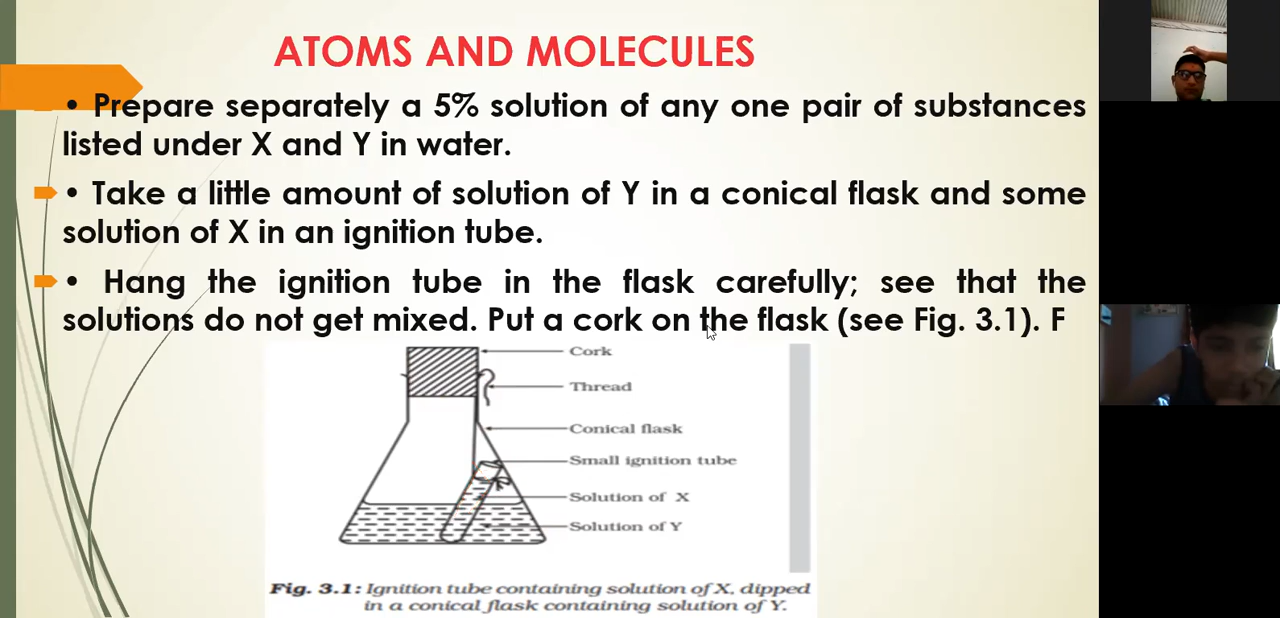 ATOMS AND MOLECULES
• Prepare separately a 5% solution of any one pair of substances
listed under X and Y in water.
• Take a little amount of solution of Y in a conical flask and some
solution of X in an ignition tube.
• Hang the ignition tube in the flask carefully; see that the
solutions do not get mixed. Put a cork on the flask (see Fig. 3.1). F
Cork
Thread
Conical flask
Small ignition tube
Solution of X
Solution of Y
Fig. 3.1: Ignition tube containing solution of X, dipped
in a conical flask containing solution of Y.